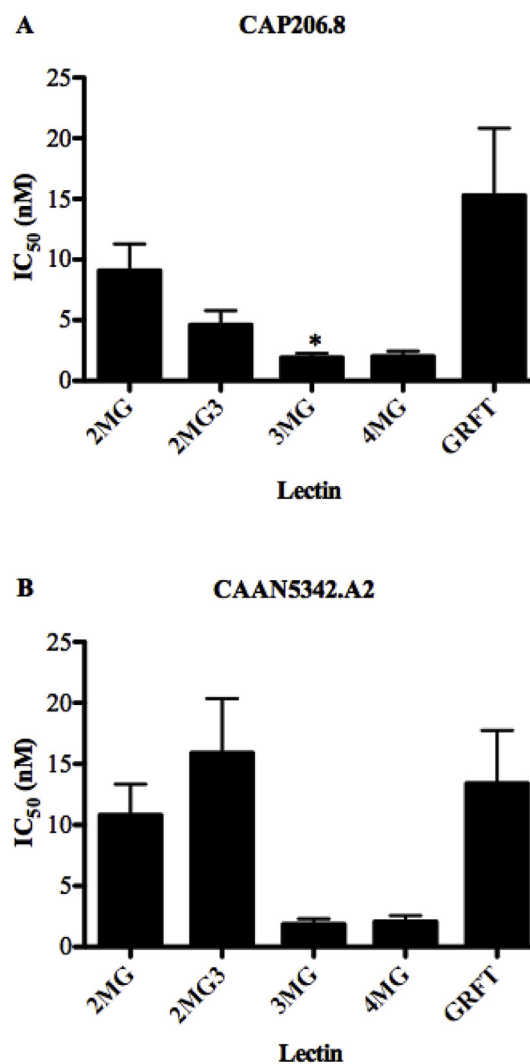 A CAP206.8
25
20
15
10
5
0
IC50 (nM)
*
2MG 2MG3 3MG 4MG GRFT
Lectin
B CAAN5342.A2
25
20
15
10
5
0
IC50 (nM)
2MG 2MG3 3MG 4MG GRFT
Lectin